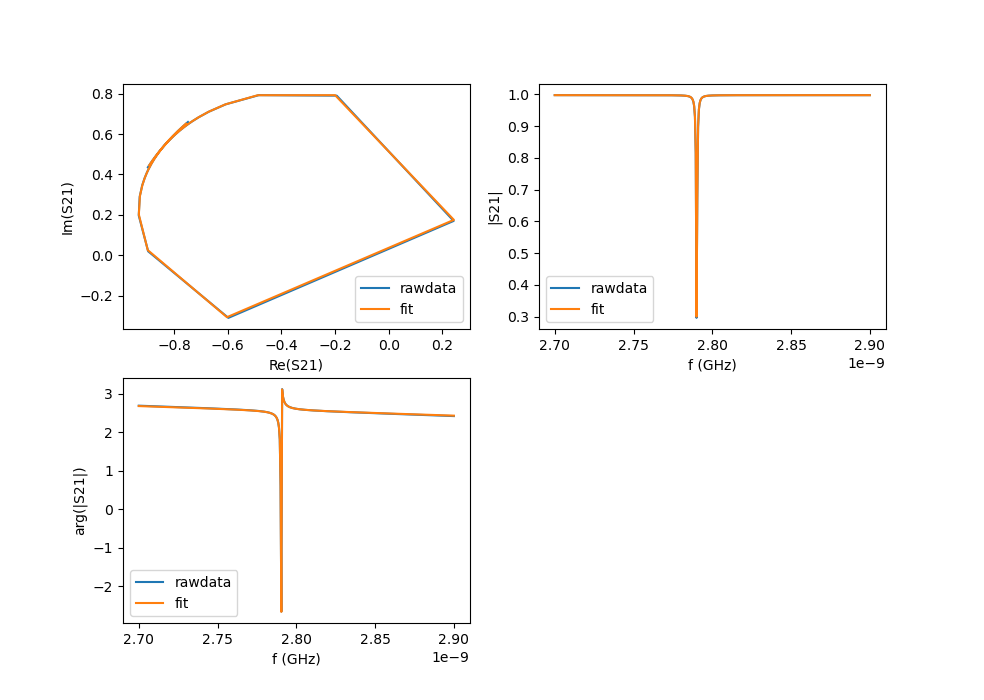 0.8
0.6
0.4
0.2
0.0
−0.2
Im(S21)
−0.8 −0.6 −0.4 −0.2 0.0 0.2
Re(S21)
rawdata
fit
1.0
0.9
0.8
0.7
0.6
0.5
0.4
0.3
|S21|
2.70 2.75 2.80 2.85 2.90
f (GHz)
1e−9
rawdata
fit
3
2
1
0
−1
−2
arg(|S21|)
2.70 2.75 2.80 2.85 2.90
f (GHz)
1e−9
rawdata
fit